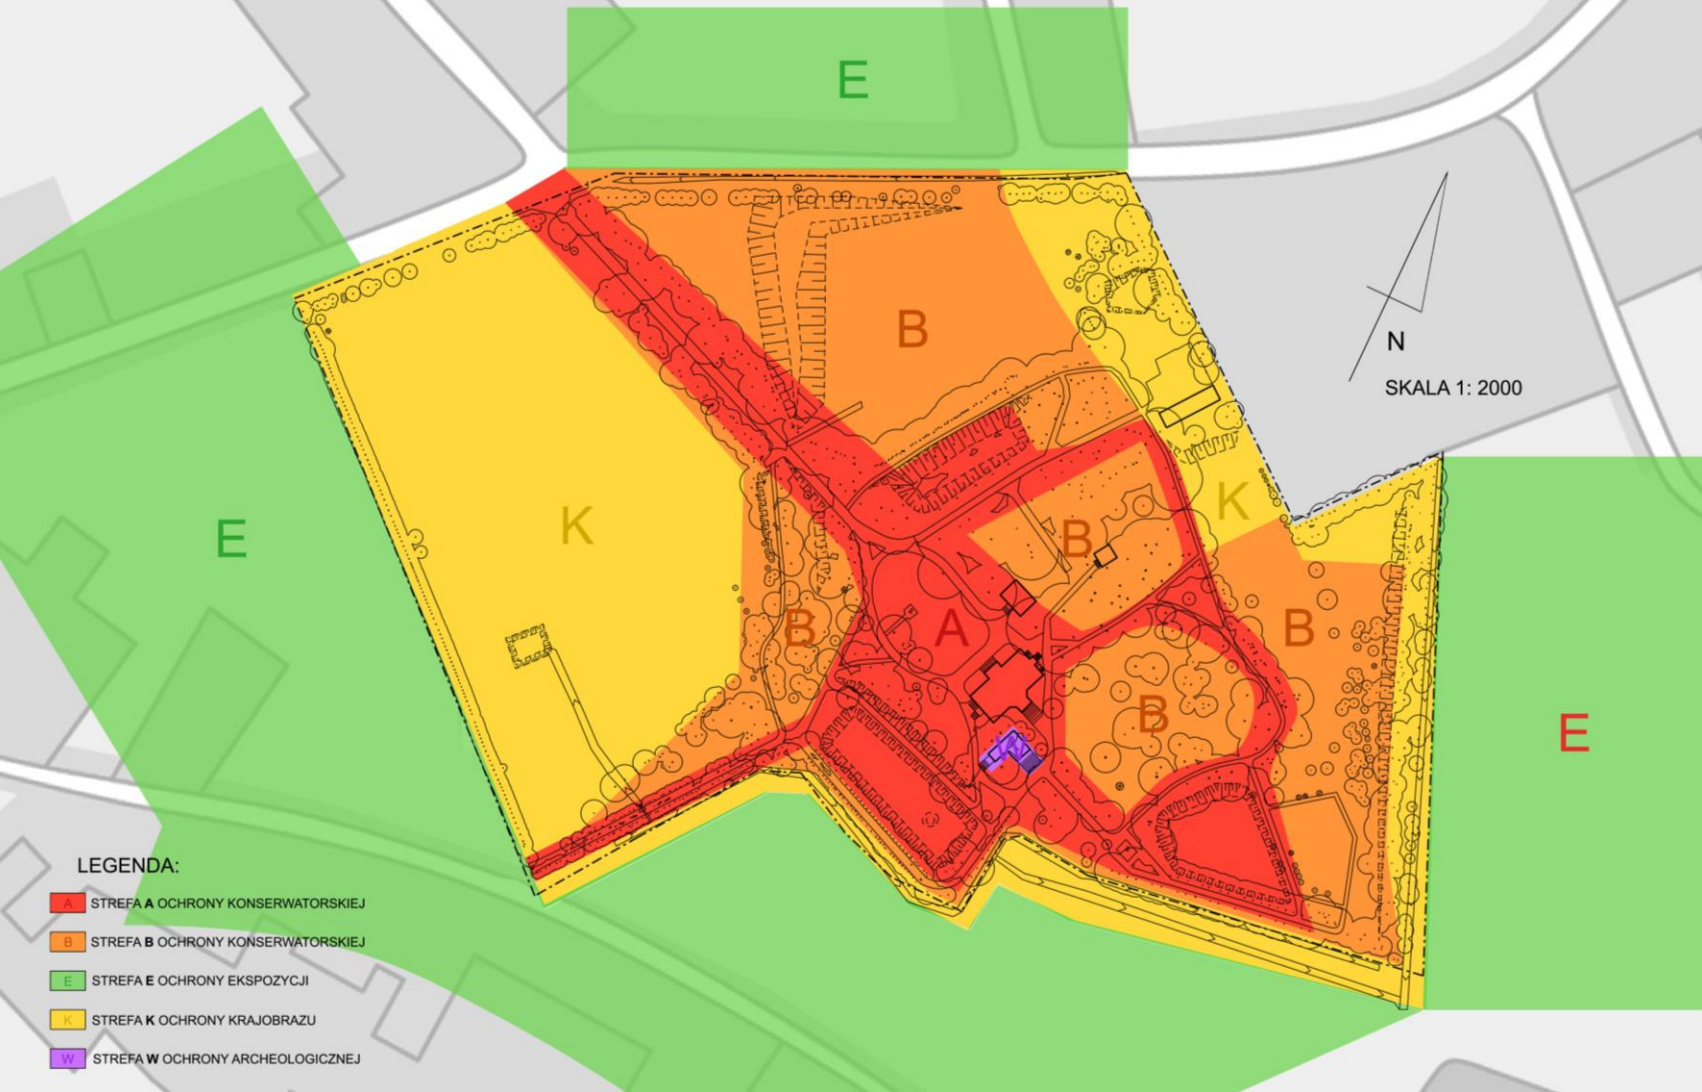 E
B
N
SKALA 1: 2000
K
K
E
B
B
A
B
B
E
W
LEGENDA:
A STREFA A OCHRONY KONSERWATORSKIEJ
B STREFA B OCHRONY KONSERWATORSKIEJ
E STREFA E OCHRONY EKSPOZYCJI
K STREFA K OCHRONY KRAJOBRAZU
W STREFA W OCHRONY ARCHEOLOGICZNEJ